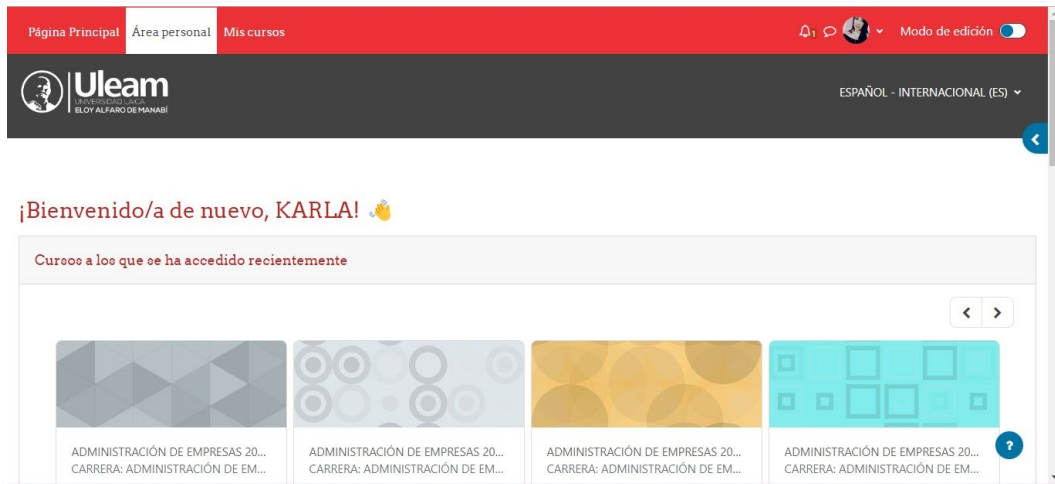 Página Principal Área personal Mis cursos 1 Modo de edición
Uleam
UNIVERSIDAD LAICA
ELOY ALFARO DE MANABÍ
ESPAÑOL - INTERNACIONAL (ES)
¡Bienvenido/a de nuevo, KARLA! 👋
Cursos a los que se ha accedido recientemente
ADMINISTRACIÓN DE EMPRESAS 20... ADMINISTRACIÓN DE EMPRESAS 20... ADMINISTRACIÓN DE EMPRESAS 20... ADMINISTRACIÓN DE EMPRESAS 20...
CARRERA: ADMINISTRACIÓN DE EM... CARRERA: ADMINISTRACIÓN DE EM... CARRERA: ADMINISTRACIÓN DE EM... CARRERA: ADMINISTRACIÓN DE EM...
?